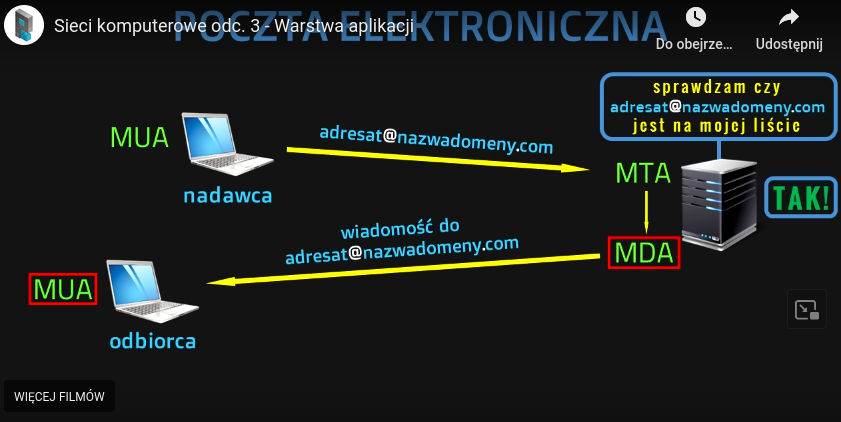 POCZTA ELEKTRONICZNA
Sieci komputerowe odc. 3 - Warstwa aplikacji
Do obejrze...
Udostępnij
sprawdzam czy
adresat@nazwadomeny.com
jest na mojej liście
MUA
adresat@nazwadomeny.com
nadawca
MTA
TAK!
wiadomość do
adresat@nazwadomeny.com
MDA
MUA
odbiorca
WIĘCEJ FILMÓW